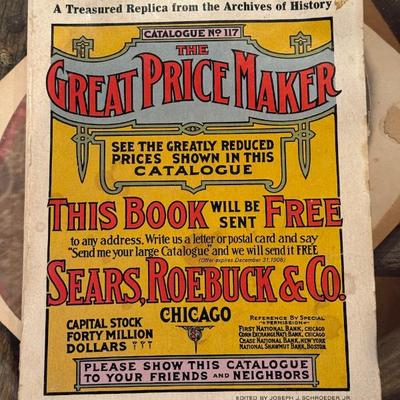 A Treasured Replica from the Archives of History
CATALOGUE No 117
THE
GREAT PRICE MAKER
SEE THE GREATLY REDUCED
PRICES SHOWN IN THIS
CATALOGUE
THIS BOOK WILL BE SENT FREE
to any address. Write us a letter or postal card and say
"Send me your large Catalogue" and we will send it FREE
(Offer expires December 31, 1908)
SEARS, ROEBUCK & CO.
CHICAGO
CAPITAL STOCK
FORTY MILLION
DOLLARS
REFERENCE BY SPECIAL
PERMISSION
FIRST NATIONAL BANK, CHICAGO
CORN EXCHANGE NAT'L BANK, CHICAGO
CHASE NATIONAL BANK, NEW YORK
NATIONAL SHAWMUT BANK, BOSTON
PLEASE SHOW THIS CATALOGUE
TO YOUR FRIENDS AND NEIGHBORS
EDITED BY JOSEPH J. SCHROEDER JR.